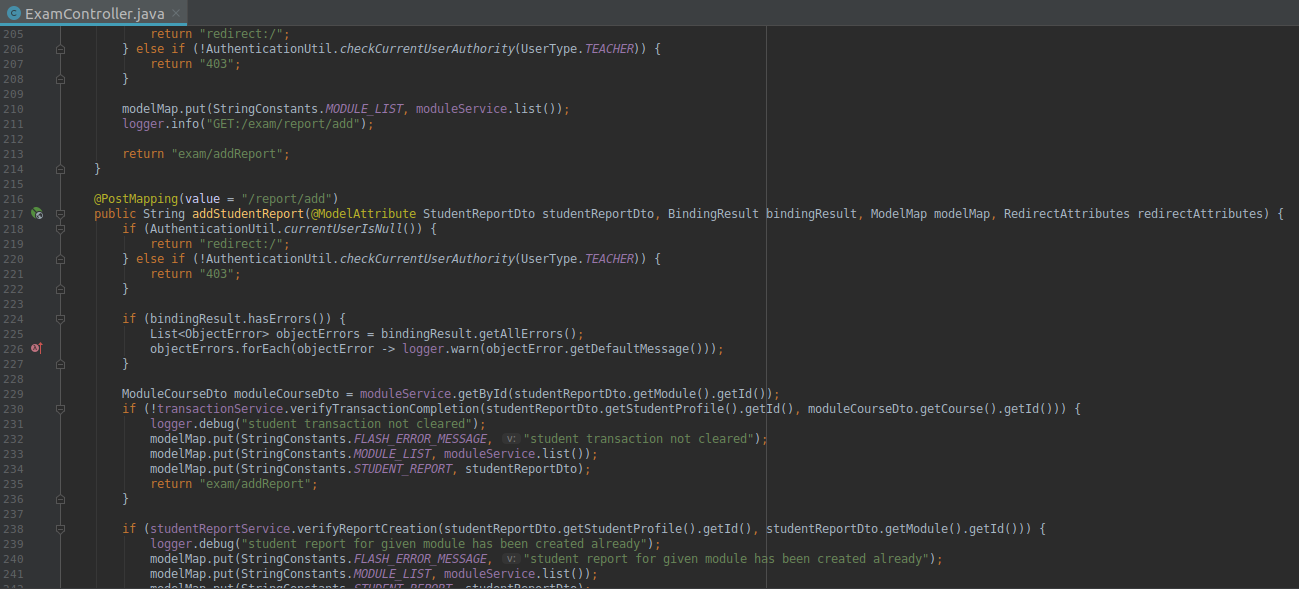 ExamController.java
205 return "redirect:/";
206 } else if (!AuthenticationUtil.checkCurrentUserAuthority(UserType.TEACHER)) {
207 return "403";
208 }
209
210 modelMap.put(StringConstants.MODULE_LIST, moduleService.list());
211 logger.info("GET:/exam/report/add");
212
213 return "exam/addReport";
214 }
215
216 @PostMapping(value = "/report/add")
217 public String addStudentReport(@ModelAttribute StudentReportDto studentReportDto, BindingResult bindingResult, ModelMap modelMap, RedirectAttributes redirectAttributes) {
218 if (AuthenticationUtil.currentUserIsNull()) {
219 return "redirect:/";
220 } else if (!AuthenticationUtil.checkCurrentUserAuthority(UserType.TEACHER)) {
221 return "403";
222 }
223
224 if (bindingResult.hasErrors()) {
225 List<ObjectError> objectErrors = bindingResult.getAllErrors();
226 objectErrors.forEach(objectError -> logger.warn(objectError.getDefaultMessage()));
227 }
228
229 ModuleCourseDto moduleCourseDto = moduleService.getById(studentReportDto.getModule().getId());
230 if (!transactionService.verifyTransactionCompletion(studentReportDto.getStudentProfile().getId(), moduleCourseDto.getCourse().getId())) {
231 logger.debug("student transaction not cleared");
232 modelMap.put(StringConstants.FLASH_ERROR_MESSAGE, v: "student transaction not cleared");
233 modelMap.put(StringConstants.MODULE_LIST, moduleService.list());
234 modelMap.put(StringConstants.STUDENT_REPORT, studentReportDto);
235 return "exam/addReport";
236 }
237
238 if (studentReportService.verifyReportCreation(studentReportDto.getStudentProfile().getId(), studentReportDto.getModule().getId())) {
239 logger.debug("student report for given module has been created already");
240 modelMap.put(StringConstants.FLASH_ERROR_MESSAGE, v: "student report for given module has been created already");
241 modelMap.put(StringConstants.MODULE_LIST, moduleService.list());
242 modelMap.put(StringConstants.STUDENT_REPORT, studentReportDto);